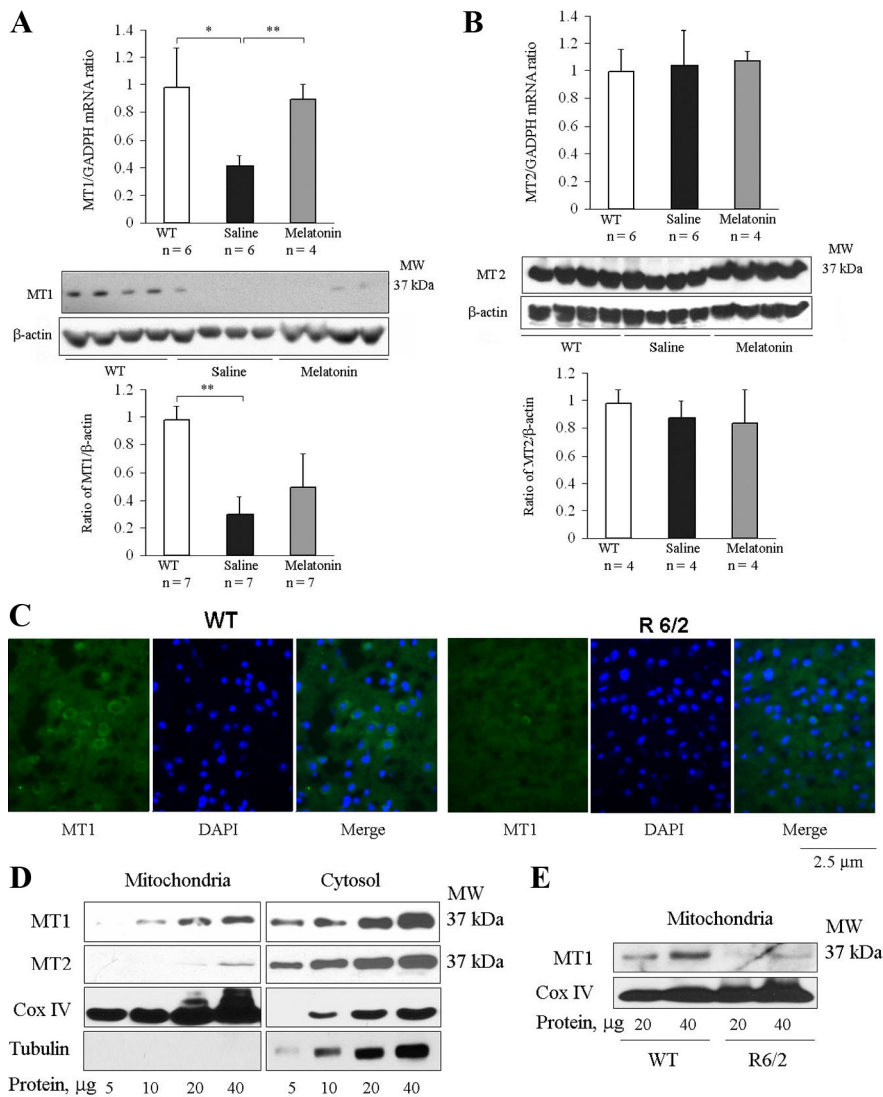 A
MT1/GADPH mRNA ratio
1.4
1.2
1
0.8
0.6
0.4
0.2
0
*
**
WT
Saline
Melatonin
n = 6
n = 6
n = 4
MW
MT1
37 kDa
β-actin
WT
Saline
Melatonin
Ratio of MT1/β-actin
1.2
1
0.8
0.6
0.4
0.2
0
**
WT
Saline
Melatonin
n = 7
n = 7
n = 7
B
MT2/GADPH mRNA ratio
1.4
1.2
1
0.8
0.6
0.4
0.2
0
WT
Saline
Melatonin
n = 6
n = 6
n = 4
MW
MT2
37 kDa
β-actin
WT
Saline
Melatonin
Ratio of MT2/β-actin
1.2
1
0.8
0.6
0.4
0.2
0
WT
Saline
Melatonin
n = 4
n = 4
n = 4
C
WT
R 6/2
MT1
DAPI
Merge
MT1
DAPI
Merge
2.5 µm
D
Mitochondria
Cytosol
MW
MT1
37 kDa
MT2
37 kDa
Cox IV
Tubulin
Protein, µg 5 10 20 40 5 10 20 40
E
Mitochondria
MW
MT1
37 kDa
Cox IV
Protein, µg 20 40 20 40
WT
R6/2